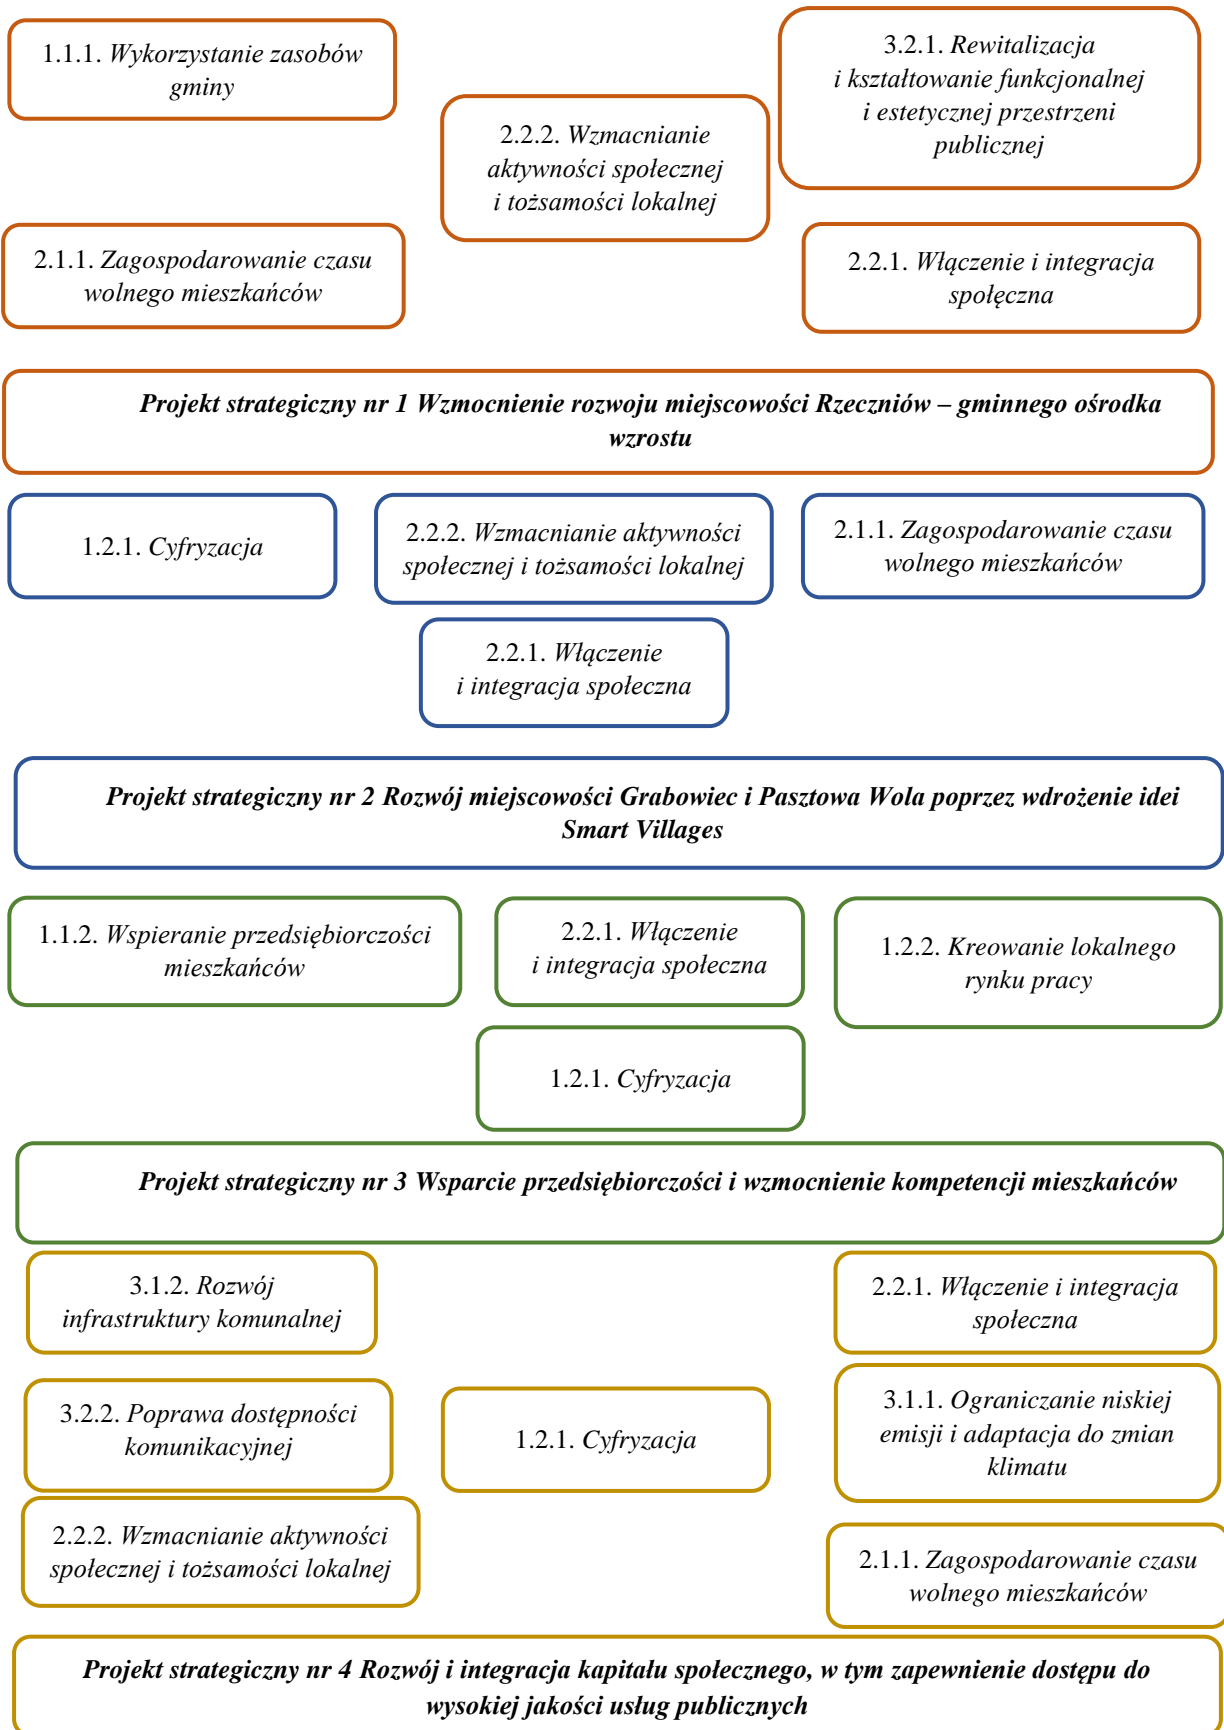 1.1.1. Wykorzystanie zasobów
gminy
3.2.1. Rewitalizacja
i kształtowanie funkcjonalnej
i estetycznej przestrzeni
publicznej
2.2.2. Wzmacnianie
aktywności społecznej
i tożsamości lokalnej
2.1.1. Zagospodarowanie czasu
wolnego mieszkańców
2.2.1. Włączenie i integracja
społęczna
Projekt strategiczny nr 1 Wzmocnienie rozwoju miejscowości Rzeczniów – gminnego ośrodka
wzrostu
1.2.1. Cyfryzacja
2.2.2. Wzmacnianie aktywności
społecznej i tożsamości lokalnej
2.1.1. Zagospodarowanie czasu
wolnego mieszkańców
2.2.1. Włączenie
i integracja społeczna
Projekt strategiczny nr 2 Rozwój miejscowości Grabowiec i Pasztowa Wola poprzez wdrożenie idei
Smart Villages
1.1.2. Wspieranie przedsiębiorczości
mieszkańców
2.2.1. Włączenie
i integracja społeczna
1.2.2. Kreowanie lokalnego
rynku pracy
1.2.1. Cyfryzacja
Projekt strategiczny nr 3 Wsparcie przedsiębiorczości i wzmocnienie kompetencji mieszkańców
3.1.2. Rozwój
infrastruktury komunalnej
2.2.1. Włączenie i integracja
społeczna
3.2.2. Poprawa dostępności
komunikacyjnej
1.2.1. Cyfryzacja
3.1.1. Ograniczanie niskiej
emisji i adaptacja do zmian
klimatu
2.2.2. Wzmacnianie aktywności
społecznej i tożsamości lokalnej
2.1.1. Zagospodarowanie czasu
wolnego mieszkańców
Projekt strategiczny nr 4 Rozwój i integracja kapitału społecznego, w tym zapewnienie dostępu do
wysokiej jakości usług publicznych